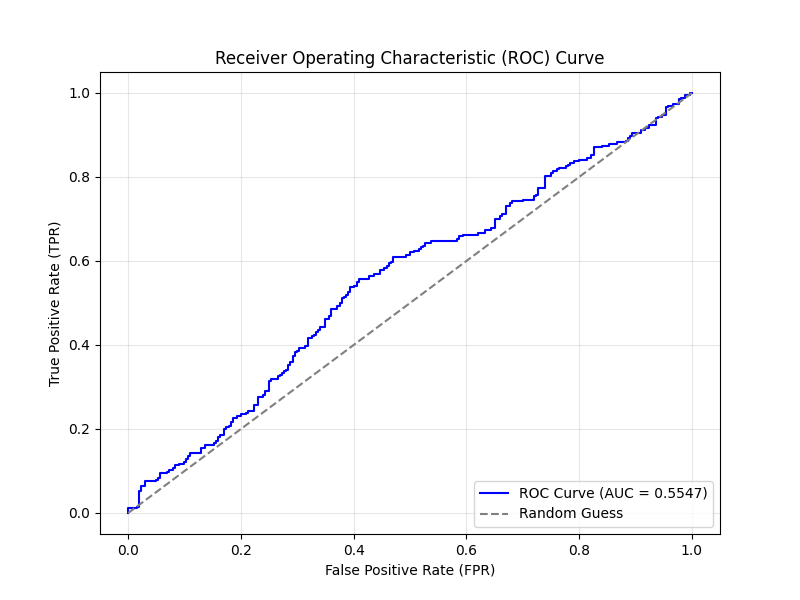 Receiver Operating Characteristic (ROC) Curve
1.0
0.8
0.6
0.4
0.2
0.0
True Positive Rate (TPR)
ROC Curve (AUC = 0.5547)
Random Guess
0.0 0.2 0.4 0.6 0.8 1.0
False Positive Rate (FPR)